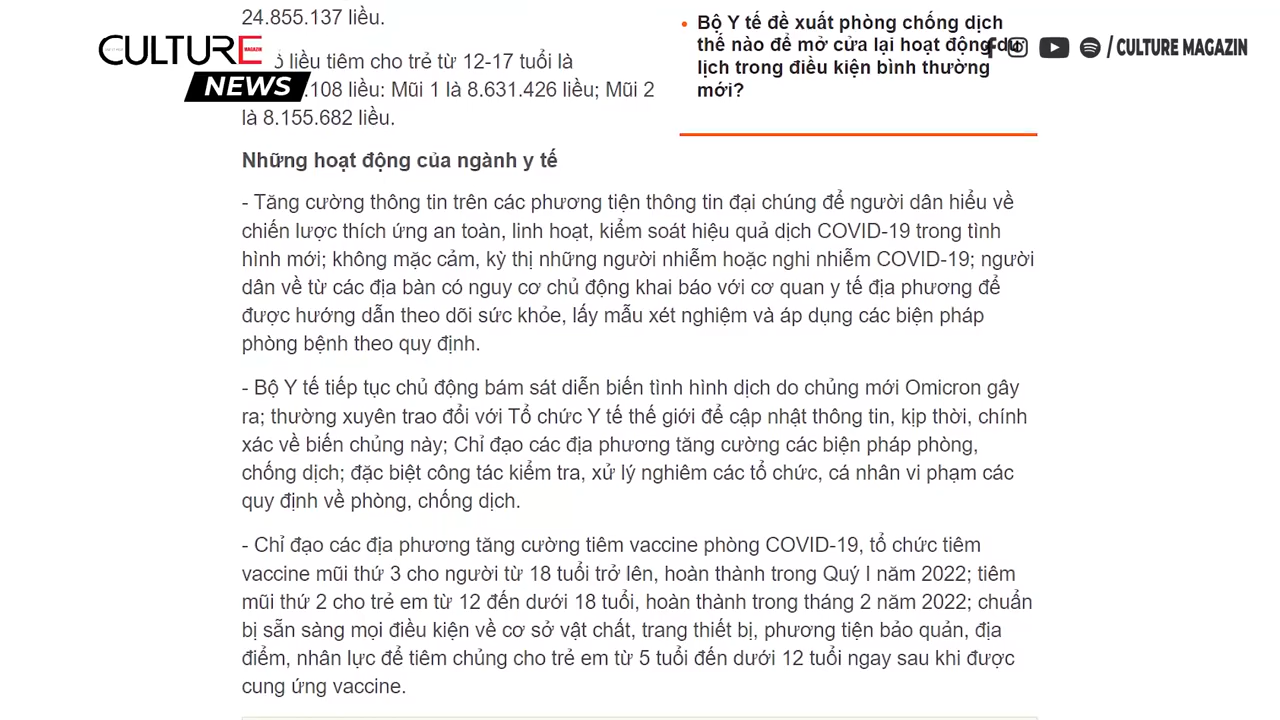 24.855.137 liều.
liều tiêm cho trẻ từ 12-17 tuổi là
.108 liều: Mũi 1 là 8.631.426 liều; Mũi 2
là 8.155.682 liều.
Bộ Y tế đề xuất phòng chống dịch
thế nào để mở cửa lại hoạt động du
lịch trong điều kiện bình thường
mới?
CULTURE
MAGAZIN
NEWS
/CULTURE MAGAZIN
Những hoạt động của ngành y tế
- Tăng cường thông tin trên các phương tiện thông tin đại chúng để người dân hiểu về
chiến lược thích ứng an toàn, linh hoạt, kiểm soát hiệu quả dịch COVID-19 trong tình
hình mới; không mặc cảm, kỳ thị những người nhiễm hoặc nghi nhiễm COVID-19; người
dân về từ các địa bàn có nguy cơ chủ động khai báo với cơ quan y tế địa phương để
được hướng dẫn theo dõi sức khỏe, lấy mẫu xét nghiệm và áp dụng các biện pháp
phòng bệnh theo quy định.
- Bộ Y tế tiếp tục chủ động bám sát diễn biến tình hình dịch do chủng mới Omicron gây
ra; thường xuyên trao đổi với Tổ chức Y tế thế giới để cập nhật thông tin, kịp thời, chính
xác về biến chủng này; Chỉ đạo các địa phương tăng cường các biện pháp phòng,
chống dịch; đặc biệt công tác kiểm tra, xử lý nghiêm các tổ chức, cá nhân vi phạm các
quy định về phòng, chống dịch.
- Chỉ đạo các địa phương tăng cường tiêm vaccine phòng COVID-19, tổ chức tiêm
vaccine mũi thứ 3 cho người từ 18 tuổi trở lên, hoàn thành trong Quý I năm 2022; tiêm
mũi thứ 2 cho trẻ em từ 12 đến dưới 18 tuổi, hoàn thành trong tháng 2 năm 2022; chuẩn
bị sẵn sàng mọi điều kiện về cơ sở vật chất, trang thiết bị, phương tiện bảo quản, địa
điểm, nhân lực để tiêm chủng cho trẻ em từ 5 tuổi đến dưới 12 tuổi ngay sau khi được
cung ứng vaccine.